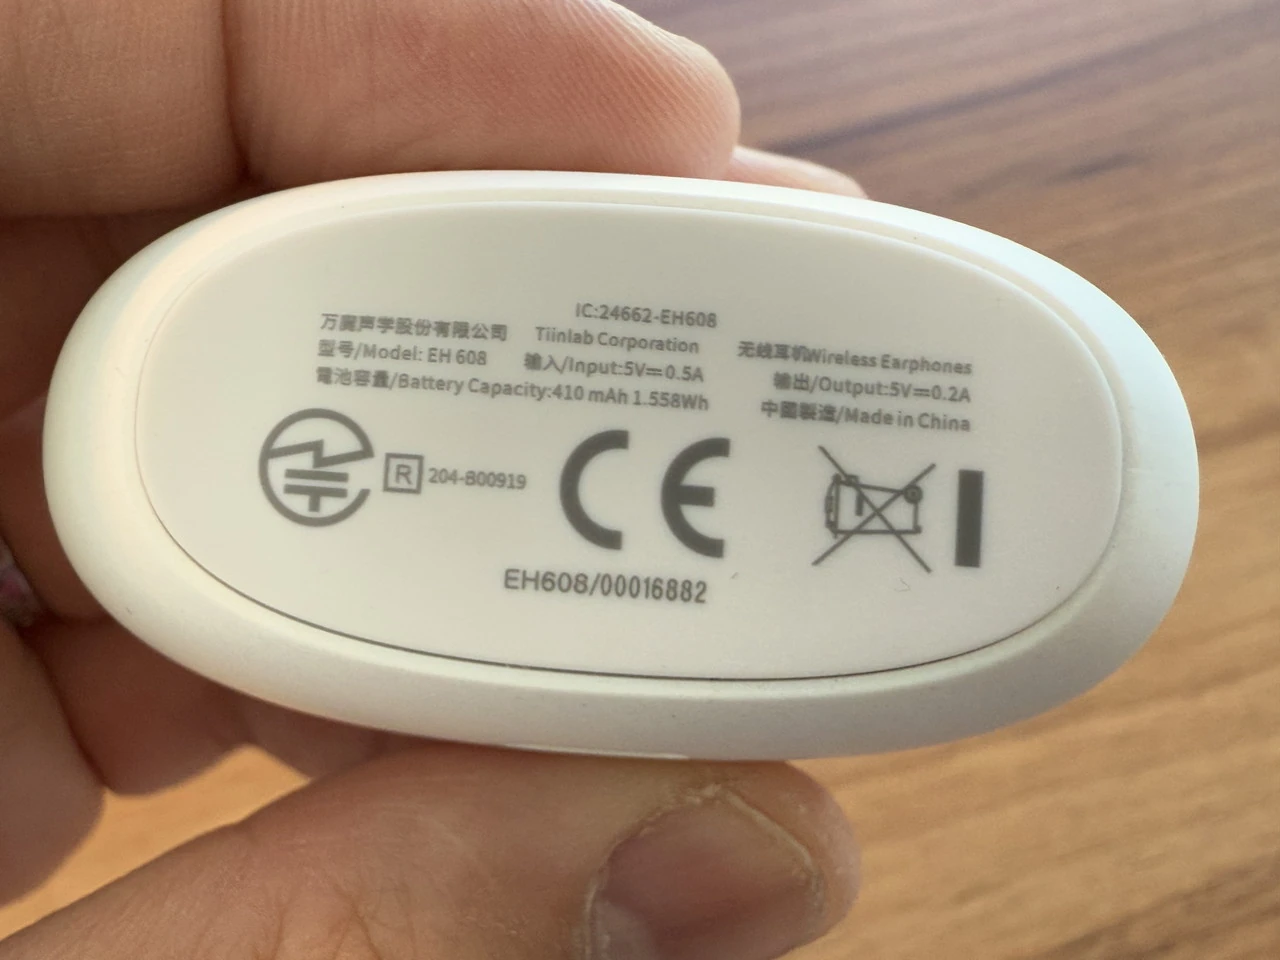 IC:24662-EH608
万魔声学股份有限公司 Tiinlab Corporation 无线耳机Wireless Earphones
型号/Model: EH 608 输入/Input:5V⎓0.5A 输出/Output:5V⎓0.2A
電池容量/Battery Capacity:410 mAh 1.558Wh 中國製造/Made in China
R 204-800919 CE
EH608/00016882